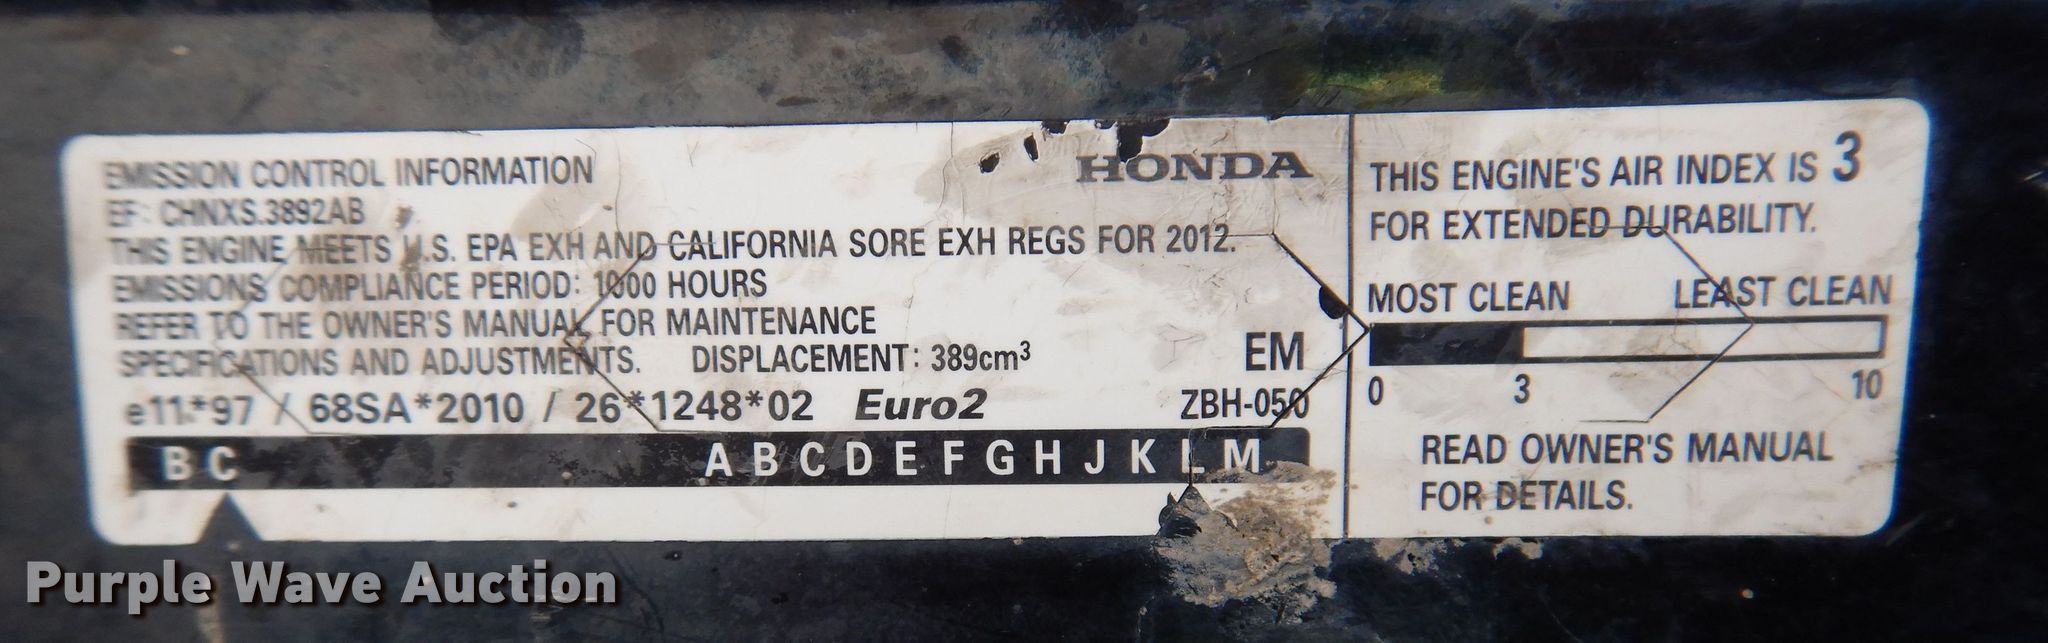 EMISSION CONTROL INFORMATION
HONDA
EF: CHNXS.3892AB
THIS ENGINE MEETS U.S. EPA EXH AND CALIFORNIA SORE EXH REGS FOR 2012.
EMISSIONS COMPLIANCE PERIOD: 1000 HOURS
REFER TO THE OWNER'S MANUAL FOR MAINTENANCE
SPECIFICATIONS AND ADJUSTMENTS. DISPLACEMENT: 389cm³
EM
e11*97 / 68SA*2010 / 26*1248*02 Euro2
ZBH-050
B C
A B C D E F G H J K L M
THIS ENGINE'S AIR INDEX IS 3
FOR EXTENDED DURABILITY.
MOST CLEAN LEAST CLEAN
0 3 10
READ OWNER'S MANUAL
FOR DETAILS.
Purple Wave Auction